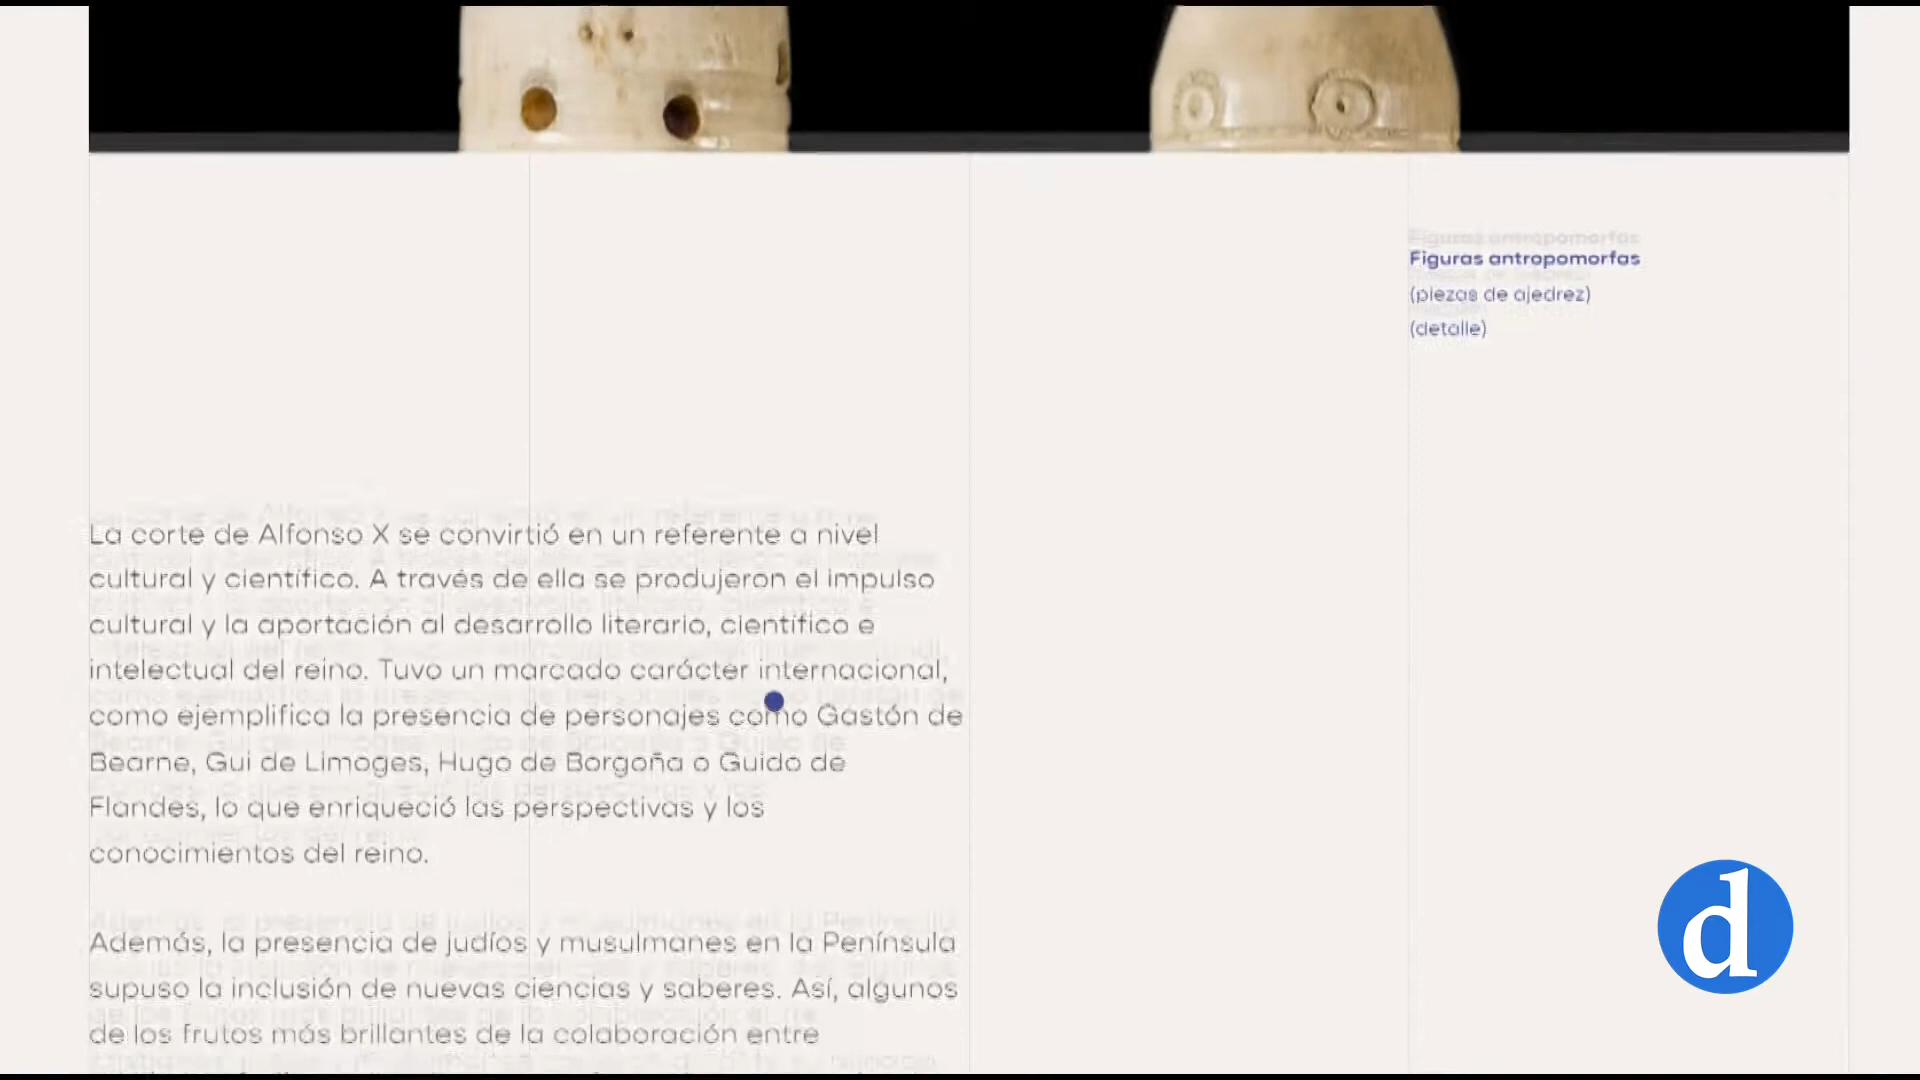 Figuras antropomorfas
(piezas de ajedrez)
(detalle)
La corte de Alfonso X se convirtió en un referente a nivel
cultural y científico. A través de ella se produjeron el impulso
cultural y la aportación al desarrollo literario, científico e
intelectual del reino. Tuvo un marcado carácter internacional,
como ejemplifica la presencia de personajes como Gastón de
Bearne, Gui de Limoges, Hugo de Borgoña o Guido de
Flandes, lo que enriqueció las perspectivas y los
conocimientos del reino.
Además, la presencia de judíos y musulmanes en la Península
supuso la inclusión de nuevas ciencias y saberes. Así, algunos
de los frutos más brillantes de la colaboración entre
d